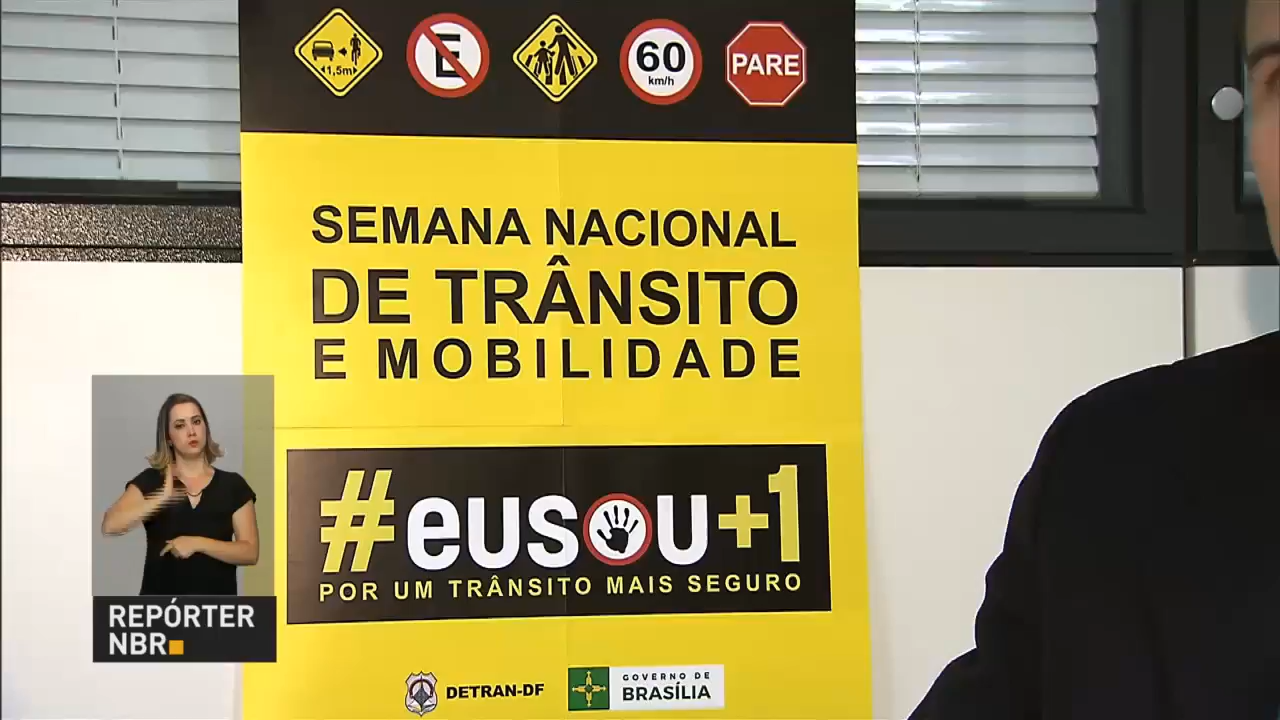 1,5m
E
60
km/h
PARE
SEMANA NACIONAL
DE TRÂNSITO
E MOBILIDADE
#eusou+1
POR UM TRÂNSITO MAIS SEGURO
REPÓRTER
NBR
DETRAN-DF
GOVERNO DE
BRASÍLIA